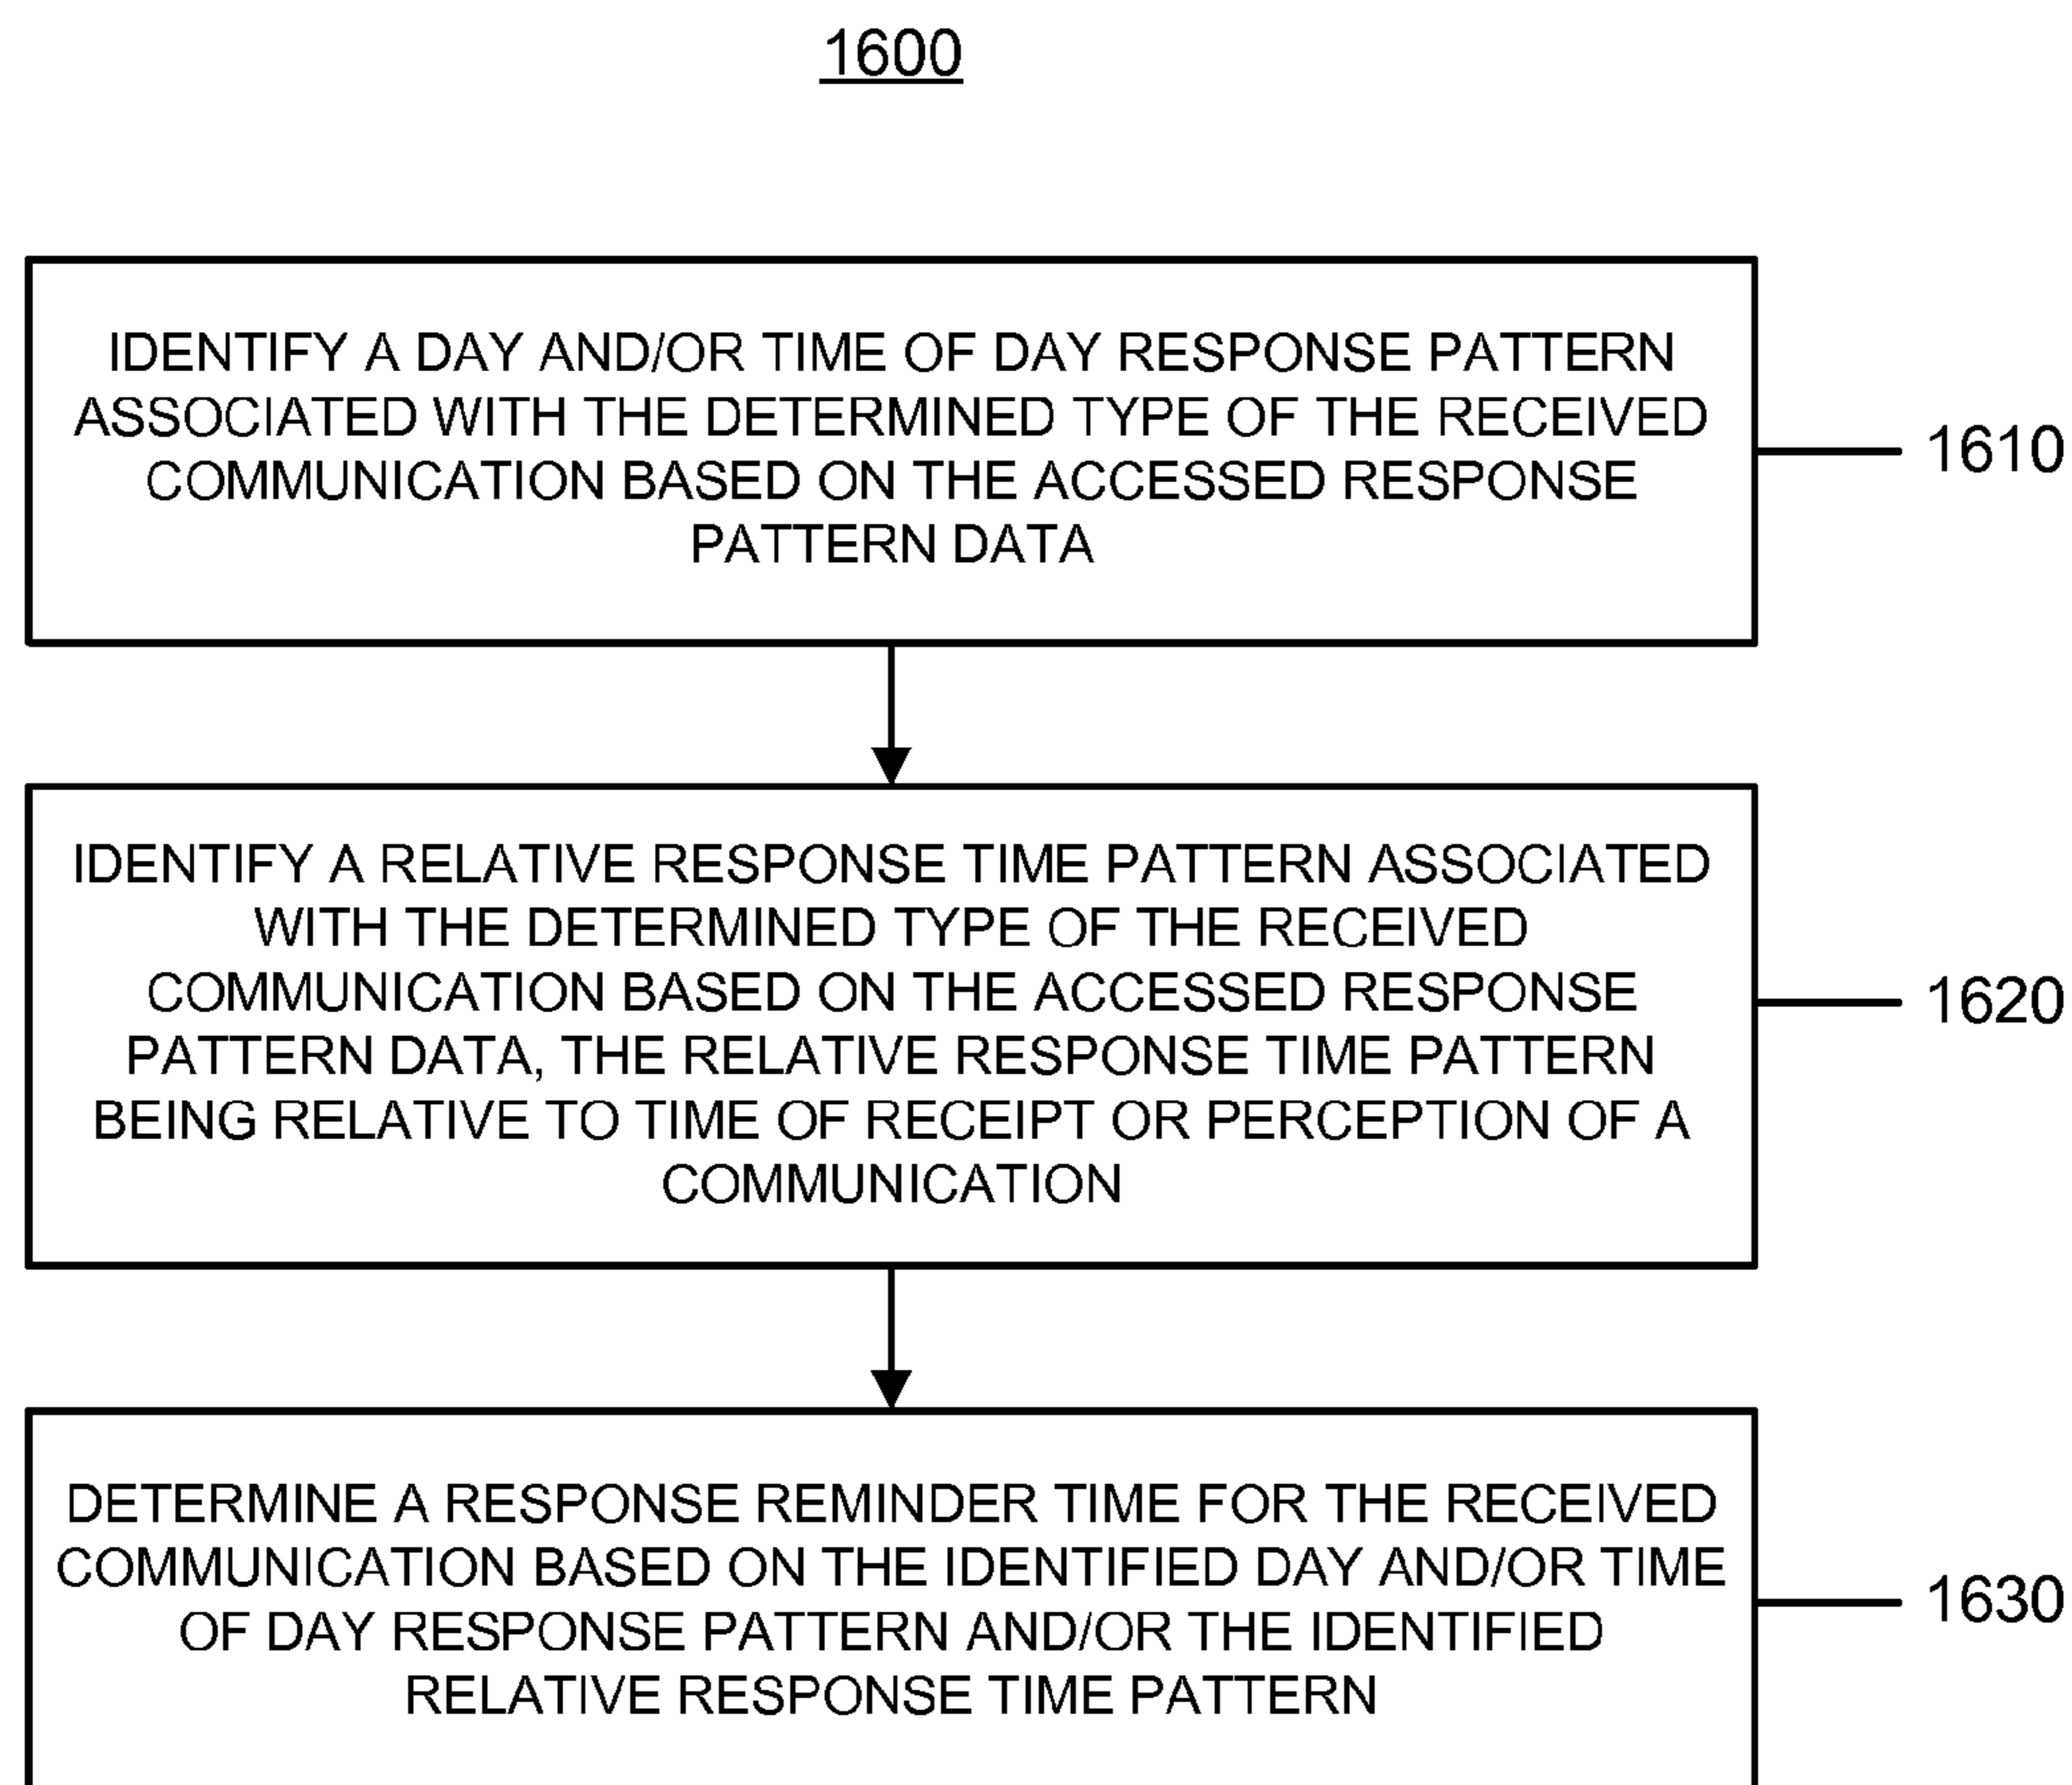 1600
IDENTIFY A DAY AND/OR TIME OF DAY RESPONSE PATTERN
ASSOCIATED WITH THE DETERMINED TYPE OF THE RECEIVED
COMMUNICATION BASED ON THE ACCESSED RESPONSE
PATTERN DATA
1610
IDENTIFY A RELATIVE RESPONSE TIME PATTERN ASSOCIATED
WITH THE DETERMINED TYPE OF THE RECEIVED
COMMUNICATION BASED ON THE ACCESSED RESPONSE
PATTERN DATA, THE RELATIVE RESPONSE TIME PATTERN
BEING RELATIVE TO TIME OF RECEIPT OR PERCEPTION OF A
COMMUNICATION
1620
DETERMINE A RESPONSE REMINDER TIME FOR THE RECEIVED
COMMUNICATION BASED ON THE IDENTIFIED DAY AND/OR TIME
OF DAY RESPONSE PATTERN AND/OR THE IDENTIFIED
RELATIVE RESPONSE TIME PATTERN
1630